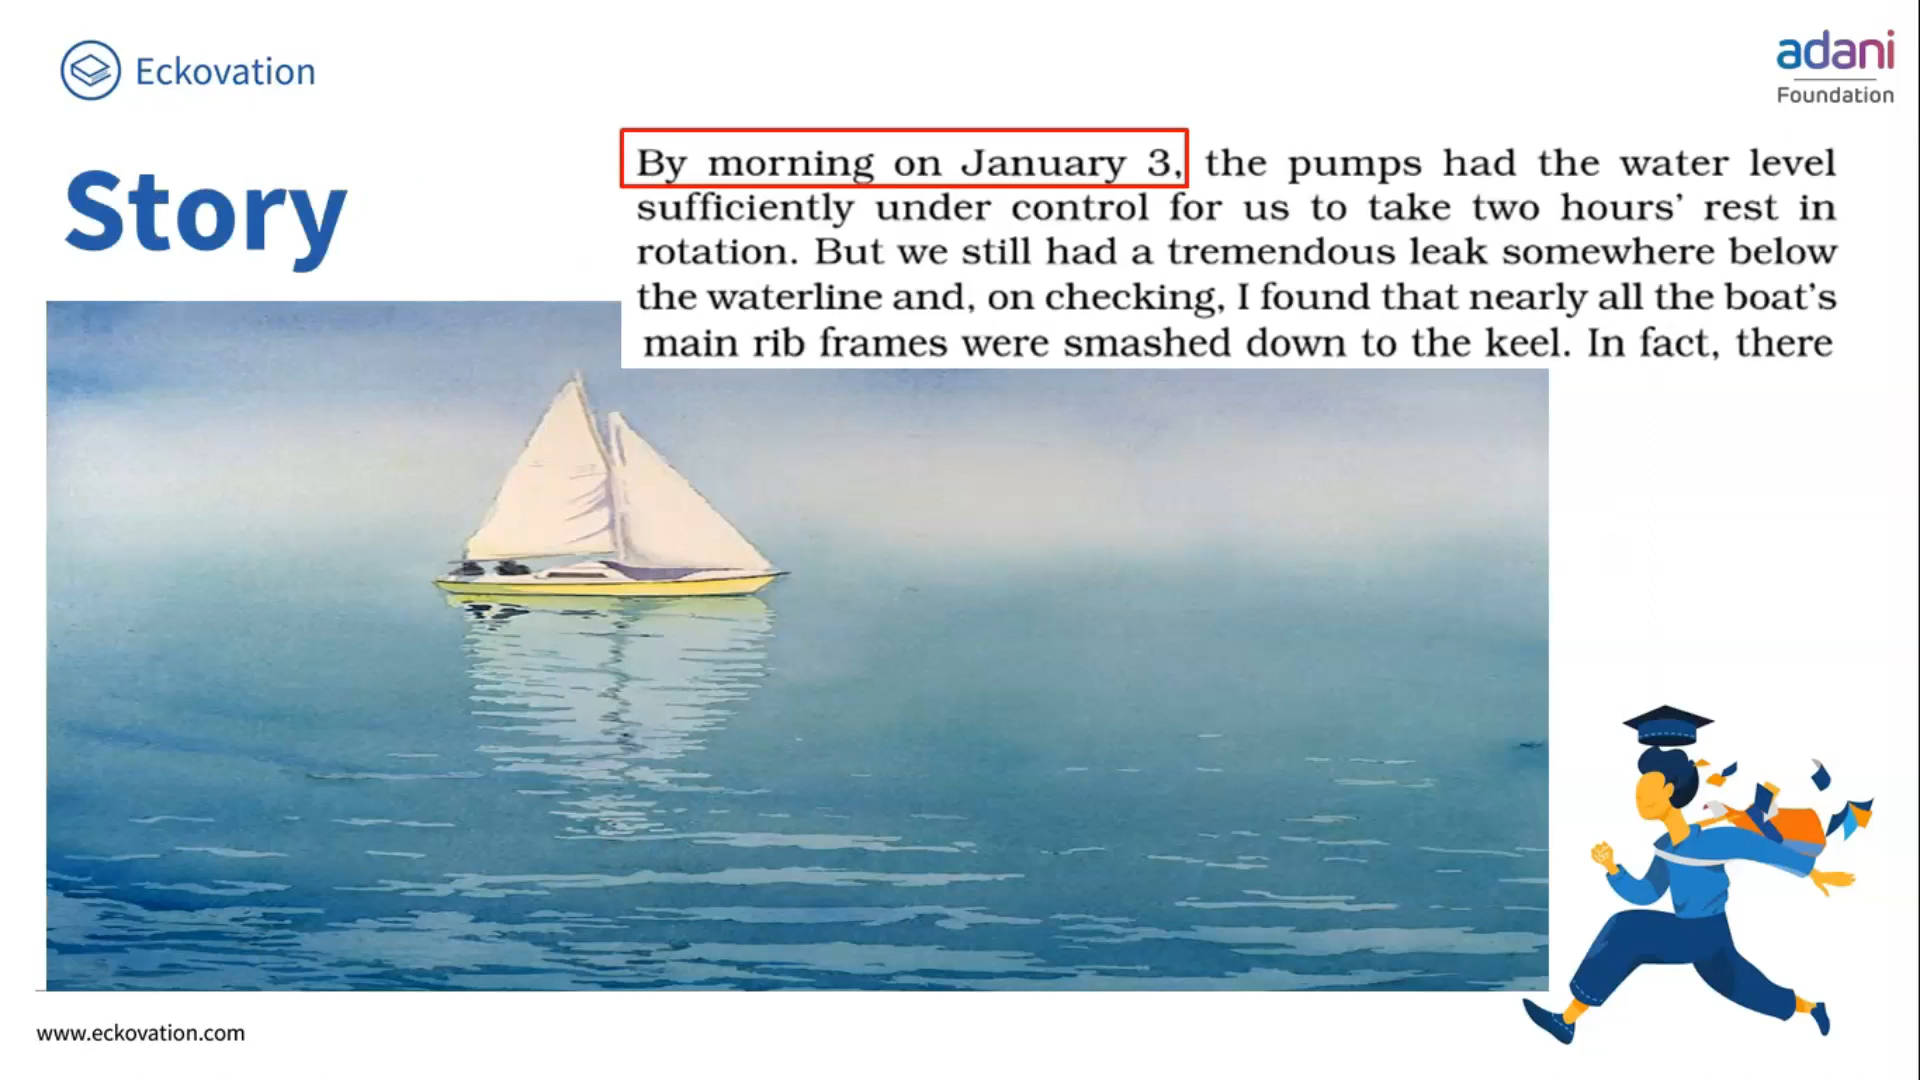 Eckovation
adani
Foundation
Story
By morning on January 3, the pumps had the water level
sufficiently under control for us to take two hours’ rest in
rotation. But we still had a tremendous leak somewhere below
the waterline and, on checking, I found that nearly all the boat’s
main rib frames were smashed down to the keel. In fact, there
www.eckovation.com